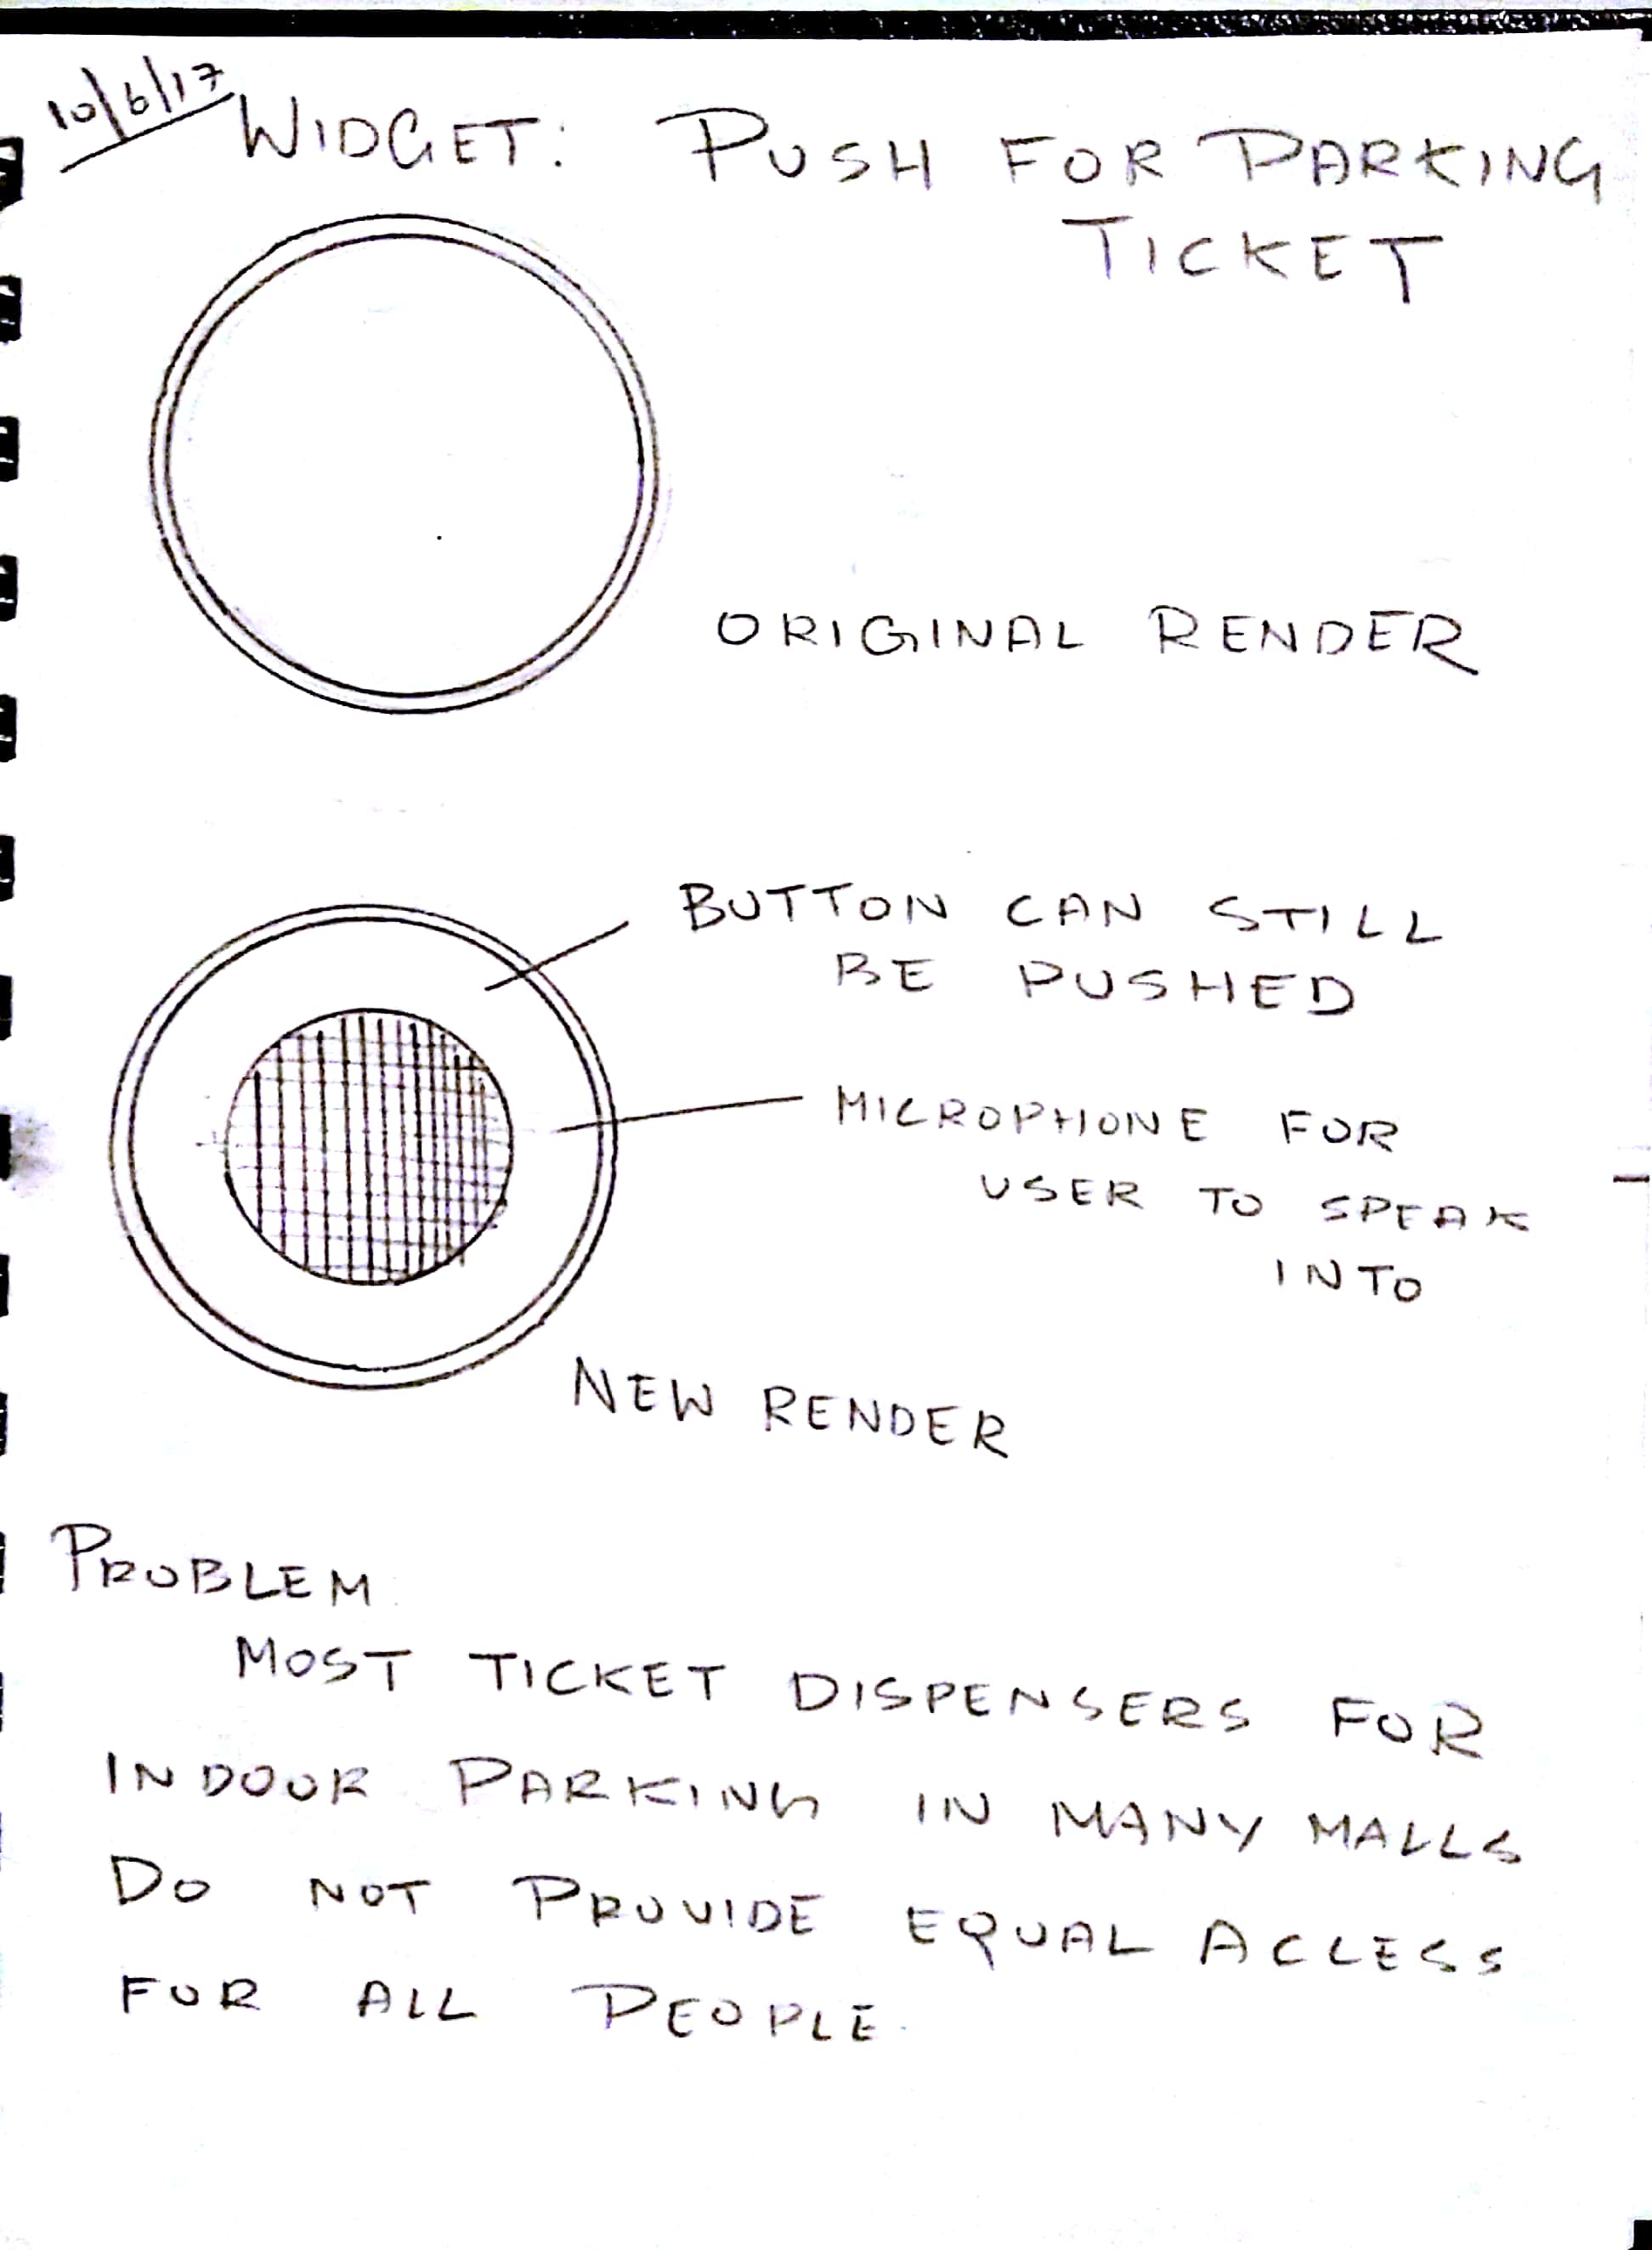 10/6/17
WIDGET: PUSH FOR PARKING
TICKET
ORIGINAL RENDER
BUTTON CAN STILL
BE PUSHED
MICROPHONE FOR
USER TO SPEAK
INTO
NEW RENDER
PROBLEM
MOST TICKET DISPENSERS FOR
INDOOR PARKING IN MANY MALLS
DO NOT PROVIDE EQUAL ACCESS
FOR ALL PEOPLE.